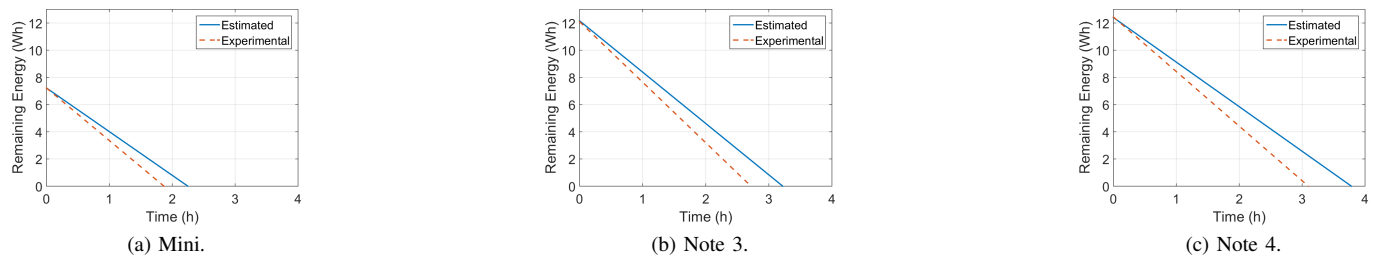 Remaining Energy (Wh)
12
10
8
6
4
2
0
0 1 2 3 4
Time (h)
Estimated
Experimental
(a) Mini.
Remaining Energy (Wh)
12
10
8
6
4
2
0
0 1 2 3 4
Time (h)
Estimated
Experimental
(b) Note 3.
Remaining Energy (Wh)
12
10
8
6
4
2
0
0 1 2 3 4
Time (h)
Estimated
Experimental
(c) Note 4.